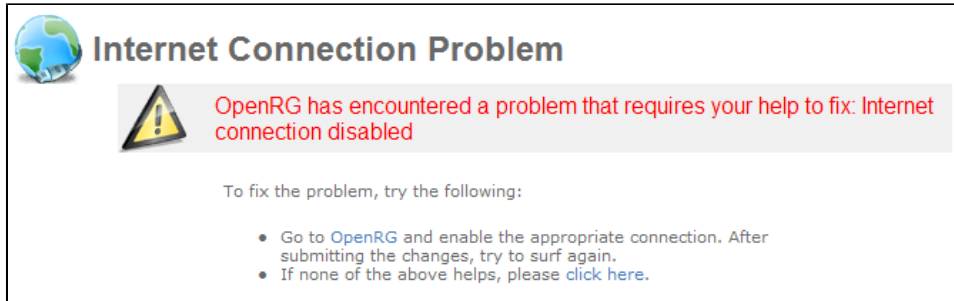 Internet Connection Problem
OpenRG has encountered a problem that requires your help to fix: Internet
connection disabled
To fix the problem, try the following:
• Go to OpenRG and enable the appropriate connection. After
submitting the changes, try to surf again.
• If none of the above helps, please click here.